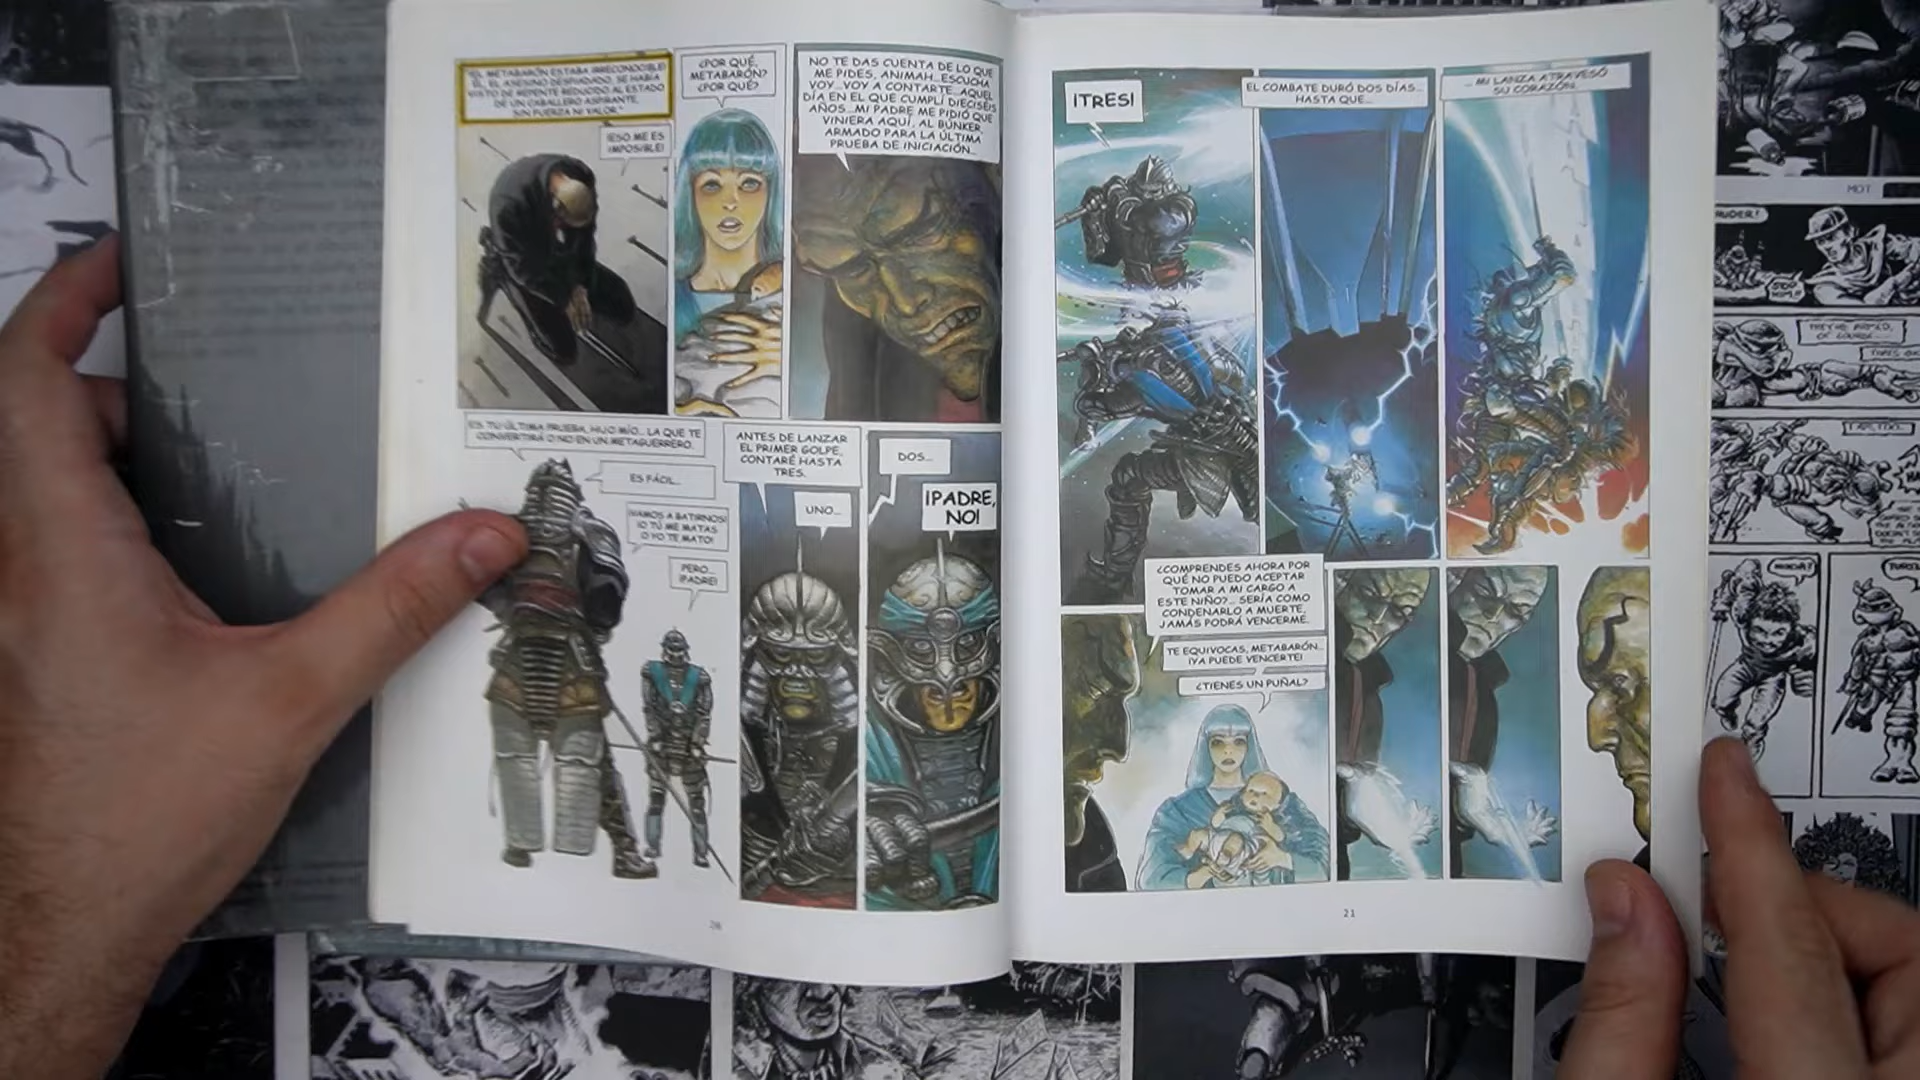 "EL METABARÓN ESTABA IRRECONOCIBLE.
ÉL, EL ASESINO DESPIADADO, SE HABÍA
VISTO DE REPENTE REDUCIDO AL ESTADO
DE UN CABALLERO ASPIRANTE,
SIN FUERZA NI VALOR."
¡ESO ME ES
IMPOSIBLE!
¿POR QUÉ,
METABARÓN?
¿POR QUÉ?
NO TE DAS CUENTA DE LO QUE
ME PIDES, ANIMAH...ESCUCHA
VOY...VOY A CONTARTE...AQUEL
DÍA EN EL QUE CUMPLÍ DIECISÉIS
AÑOS...MI PADRE ME PIDIÓ QUE
VINIERA AQUÍ, AL BÚNKER,
ARMADO PARA LA ÚLTIMA
PRUEBA DE INICIACIÓN...
ES TU ÚLTIMA PRUEBA, HIJO MÍO... LA QUE TE
CONVERTIRÁ O NO EN UN METAGUERRERO.
ES FÁCIL...
¡VAMOS A BATIRNOS!
¡O TÚ ME MATAS
O YO TE MATO!
PERO...
¡PADRE!
ANTES DE LANZAR
EL PRIMER GOLPE,
CONTARÉ HASTA
TRES.
UNO...
DOS...
¡PADRE,
NO!
¡TRES!
EL COMBATE DURÓ DOS DÍAS...
HASTA QUE...
... MI LANZA ATRAVESÓ
SU CORAZÓN.
¿COMPRENDES AHORA POR
QUÉ NO PUEDO ACEPTAR
TOMAR A MI CARGO A
ESTE NIÑO?... SERÍA COMO
CONDENARLO A MUERTE,
JAMÁS PODRÁ VENCERME.
TE EQUIVOCAS, METABARÓN...
¡YA PUEDE VENCERTE!
¿TIENES UN PUÑAL?
21
MDT
THEY'RE ARMED,
OF COURSE...